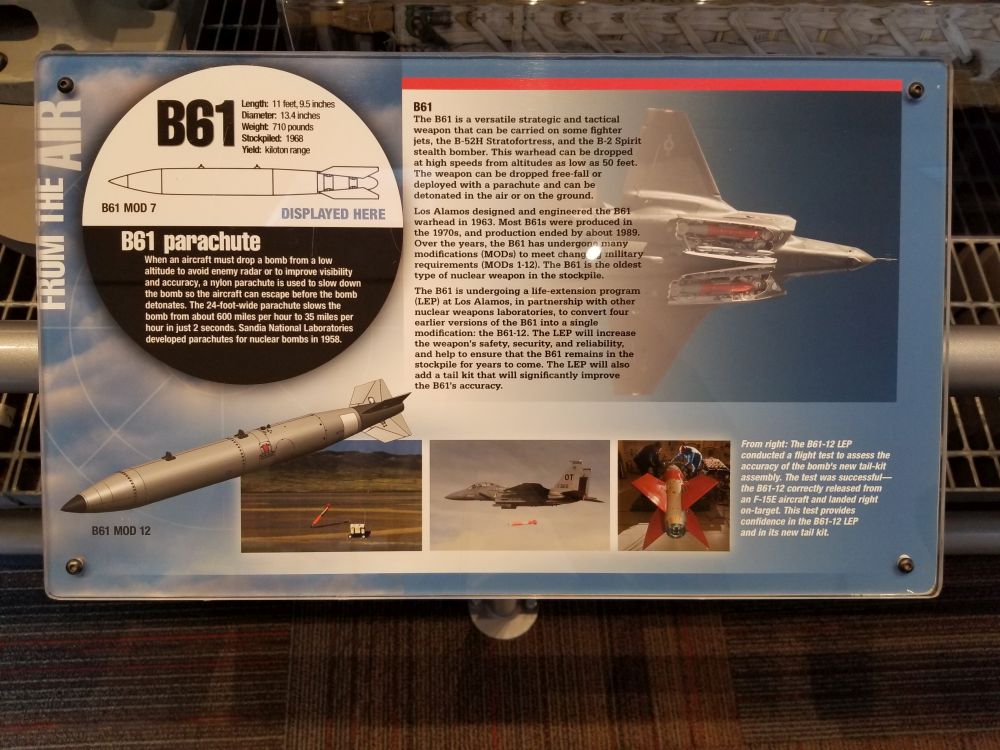 FROM THE AIR
B61
Length: 11 feet, 9.5 inches
Diameter: 13.4 inches
Weight: 710 pounds
Stockpiled: 1968
Yield: kiloton range
B61 MOD 7
DISPLAYED HERE
B61 parachute
When an aircraft must drop a bomb from a low
altitude to avoid enemy radar or to improve visibility
and accuracy, a nylon parachute is used to slow down
the bomb so the aircraft can escape before the bomb
detonates. The 24-foot-wide parachute slows the
bomb from about 600 miles per hour to 35 miles per
hour in just 2 seconds. Sandia National Laboratories
developed parachutes for nuclear bombs in 1958.
B61
The B61 is a versatile strategic and tactical
weapon that can be carried on some fighter
jets, the B-52H Stratofortress, and the B-2 Spirit
stealth bomber. This warhead can be dropped
at high speeds from altitudes as low as 50 feet.
The weapon can be dropped free-fall or
deployed with a parachute and can be
detonated in the air or on the ground.
Los Alamos designed and engineered the B61
warhead in 1963. Most B61s were produced in
the 1970s, and production ended by about 1989.
Over the years, the B61 has undergone many
modifications (MODs) to meet changing military
requirements (MODs 1-12). The B61 is the oldest
type of nuclear weapon in the stockpile.
The B61 is undergoing a life-extension program
(LEP) at Los Alamos, in partnership with other
nuclear weapons laboratories, to convert four
earlier versions of the B61 into a single
modification: the B61-12. The LEP will increase
the weapon's safety, security, and reliability,
and help to ensure that the B61 remains in the
stockpile for years to come. The LEP will also
add a tail kit that will significantly improve
the B61's accuracy.
B61 MOD 12
OT
From right: The B61-12 LEP
conducted a flight test to assess the
accuracy of the bomb's new tail-kit
assembly. The test was successful—
the B61-12 correctly released from
an F-15E aircraft and landed right
on-target. This test provides
confidence in the B61-12 LEP
and in its new tail kit.